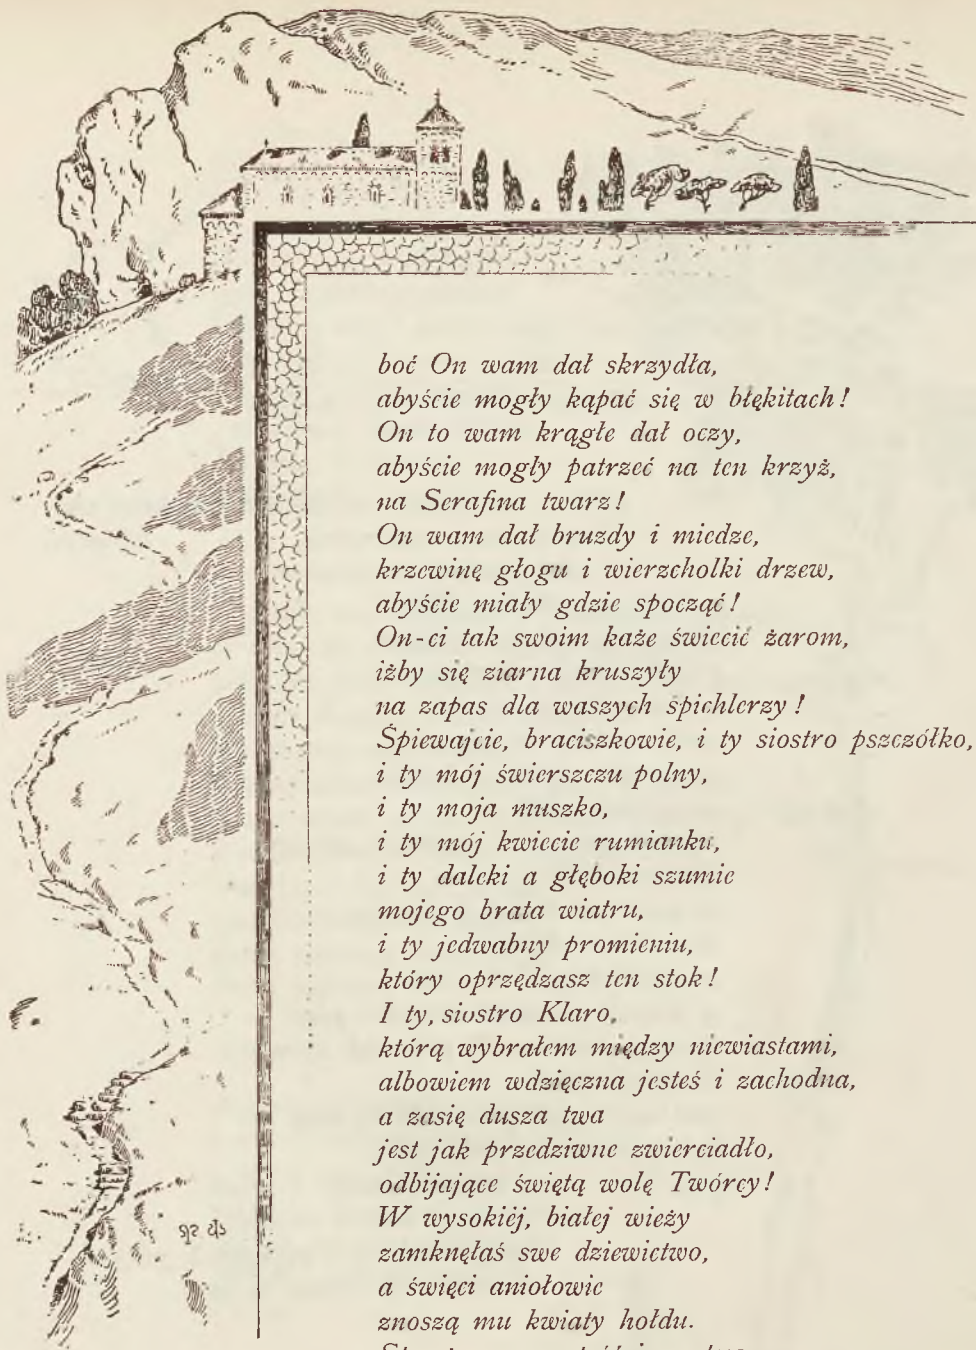 boć On wam dał skrzydła,
abyście mogły kąpać się w błękitach!
On to wam krągłe dał oczy,
abyście mogły patrzeć na ten krzyż,
na Serafina twarz!
On wam dał bruzdy i miedze,
krzewinę głogu i wierzcholki drzew,
abyście miały gdzie spocząć!
On-ci tak swoim każe świecić żarom,
iżby się ziarna kruszyły
na zapas dla waszych śpichlerzy!
Śpiewajcie, braciszkowie, i ty siostro pszczółko,
i ty mój świerszczu polny,
i ty moja muszko,
i ty mój kwiecie rumianku,
i ty daleki a głęboki szumie
mojego brata wiatru,
i ty jedwabny promieniu,
który oprzędzasz ten stok!
I ty, siostro Klaro,
którą wybrałem między niewiastami,
albowiem wdzięczna jesteś i zachodna,
a zasię dusza twa
jest jak przedziwne zwierciadło,
odbijające świętą wolę Twórcy!
W wysokiéj, białej wieży
zamknęłaś swe dziewictwo,
a święci aniołowie
znoszą mu kwiaty hołdu.